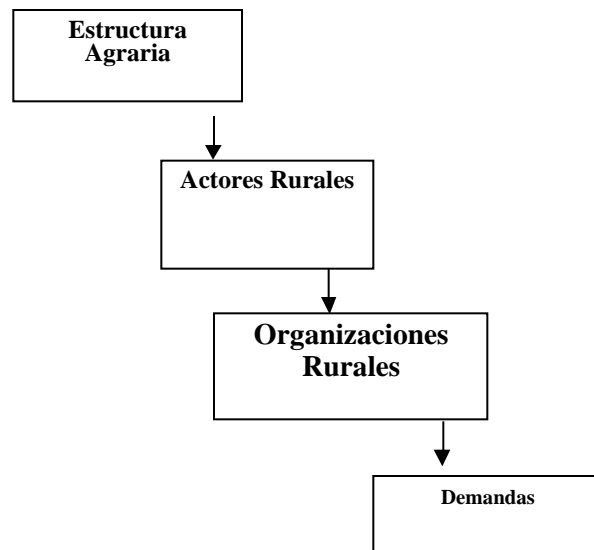 Estructura
Agraria
Actores Rurales
Organizaciones
Rurales
Demandas